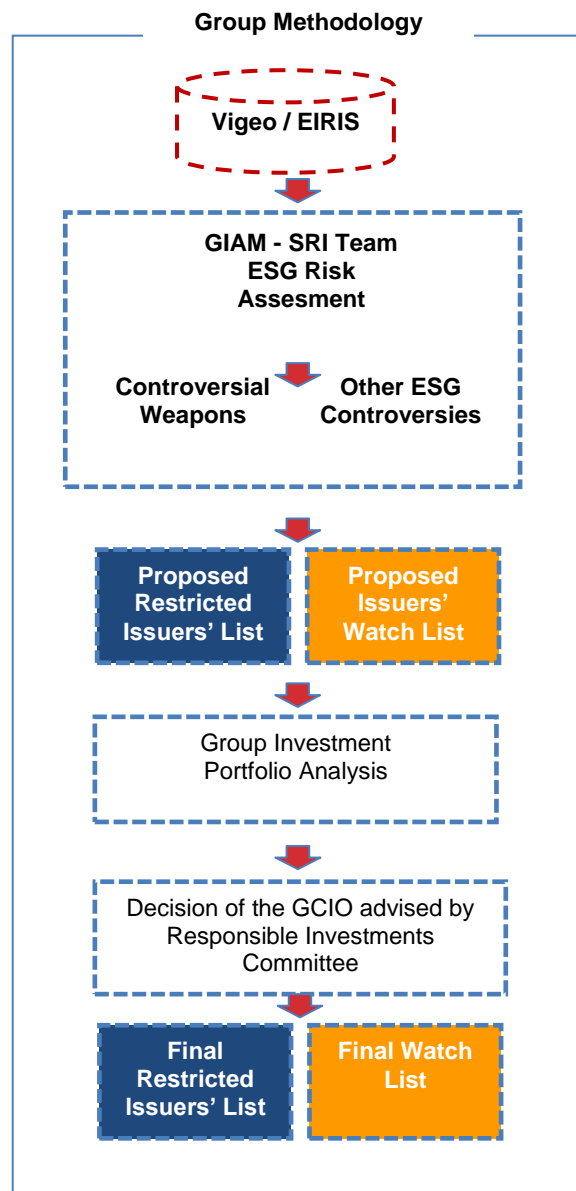 Group Methodology
Vigeo / EIRIS
GIAM - SRI Team
ESG Risk
Assesment
Controversial
Weapons
Other ESG
Controversies
Proposed
Restricted
Issuers’ List
Proposed
Issuers’
Watch List
Group Investment
Portfolio Analysis
Decision of the GCIO advised by
Responsible Investments
Committee
Final
Restricted
Issuers’ List
Final Watch
List